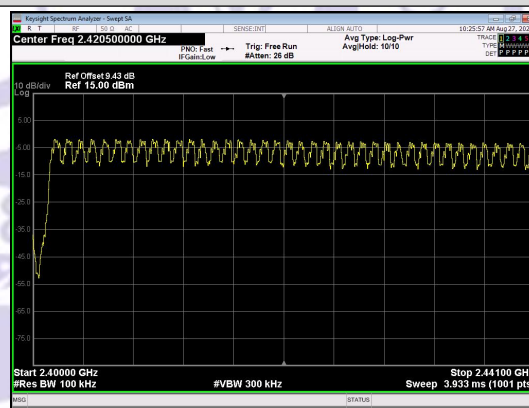 Keysight Spectrum Analyzer - Swept SA
R T RF 50 Ω AC SENSE:INT ALIGN AUTO 10:25:57 AM Aug 27, 202
Center Freq 2.420500000 GHz
PNO: Fast Trig: Free Run Avg Type: Log-Pwr TRACE 1 2 3 4 5
IFGain:Low #Atten: 26 dB Avg|Hold: 10/10 TYPE M
DET P P P P P
Ref Offset 9.43 dB
10 dB/div Ref 15.00 dBm
Log
5.00
-5.00
-15.0
-25.0
-35.0
-45.0
-55.0
-65.0
-75.0
Start 2.40000 GHz Stop 2.44100 GH
#Res BW 100 kHz #VBW 300 kHz Sweep 3.933 ms (1001 pts
MSG STATUS